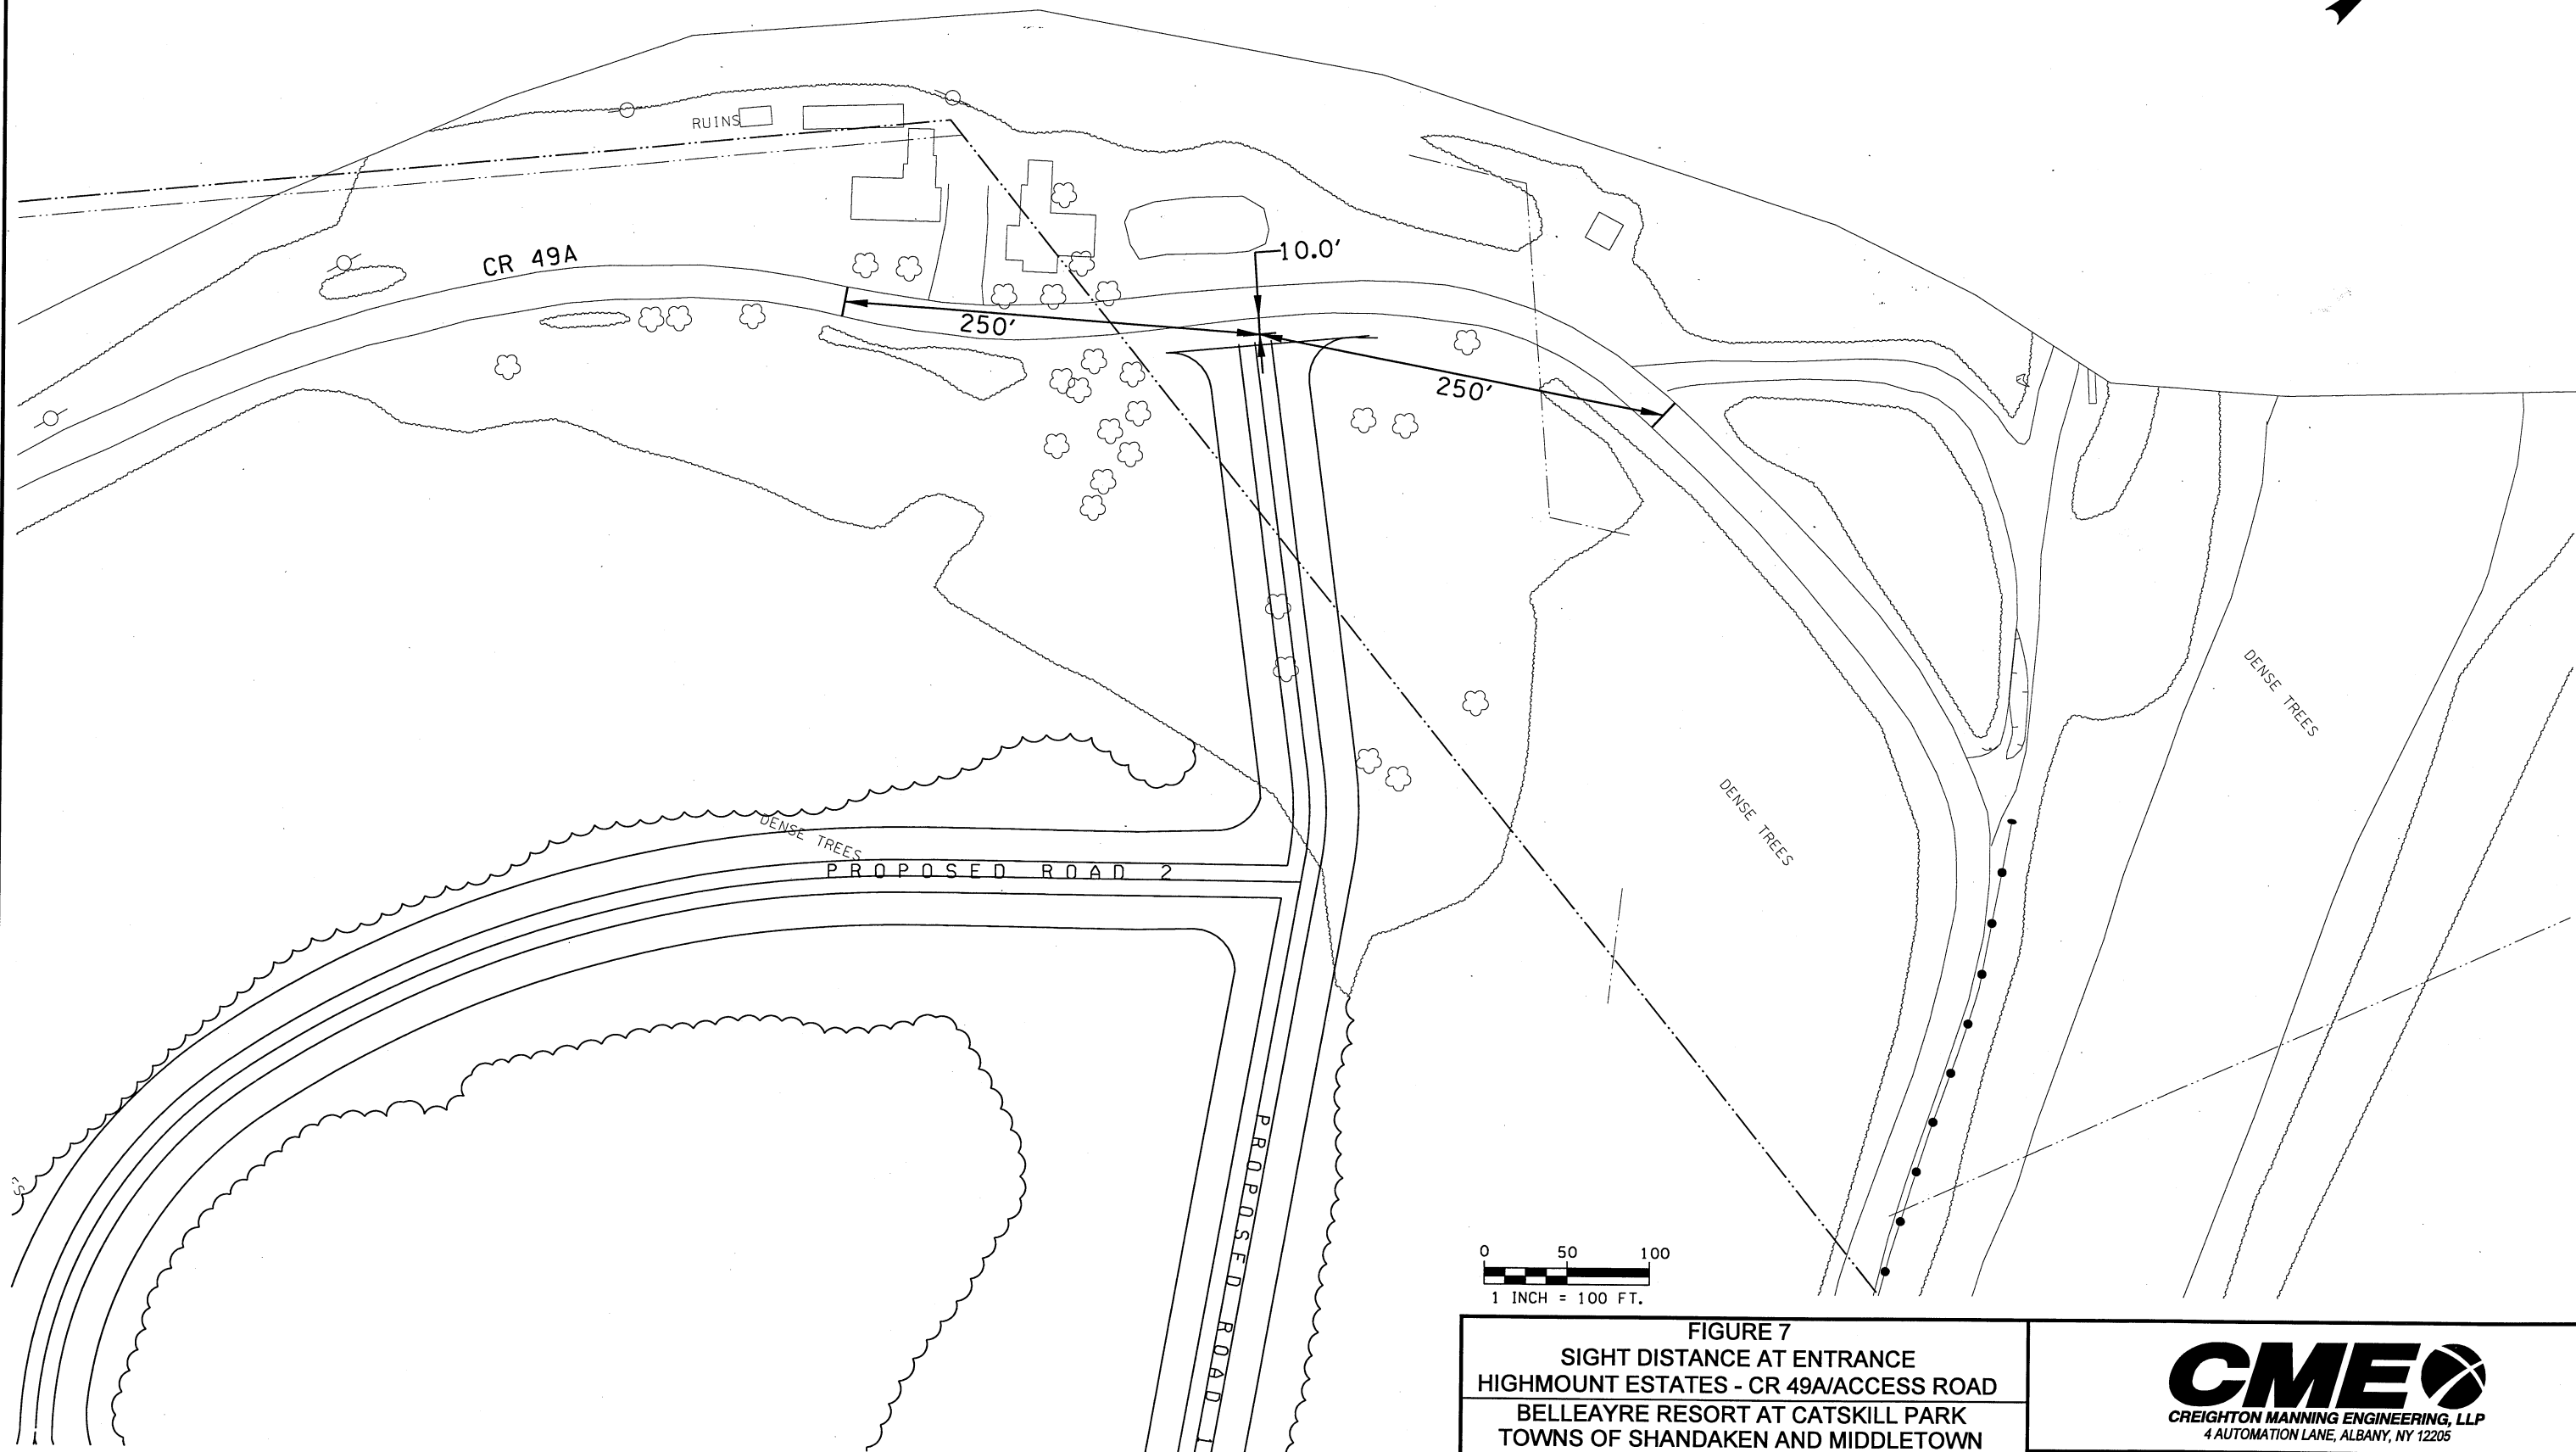 RUINS
CR 49A
10.0'
250'
250'
DENSE TREES
DENSE TREES
DENSE TREES
PROPOSED ROAD 2
PROPOSED ROAD 1
0 50 100
1 INCH = 100 FT.
FIGURE 7
SIGHT DISTANCE AT ENTRANCE
HIGHMOUNT ESTATES - CR 49A/ACCESS ROAD
BELLEAYRE RESORT AT CATSKILL PARK
TOWNS OF SHANDAKEN AND MIDDLETOWN
CME
CREIGHTON MANNING ENGINEERING, LLP
4 AUTOMATION LANE, ALBANY, NY 12205